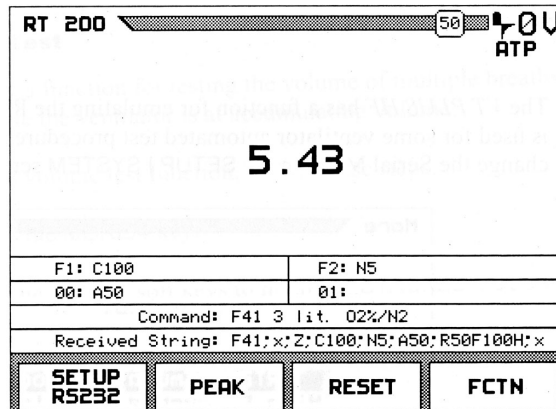 RT 200 50 0V
ATP
5.43
F1: C100 F2: N5
00: A50 01:
Command: F41 3 lit. O2%/N2
Received String: F41;x;Z;C100;N5;A50;R50F100H;x
SETUP RS232 PEAK RESET FCTN